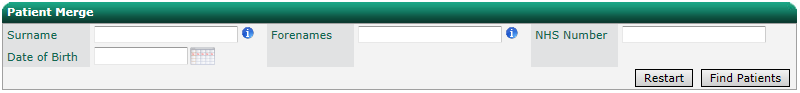 Patient Merge
Surname Forenames NHS Number
Date of Birth
Restart Find Patients